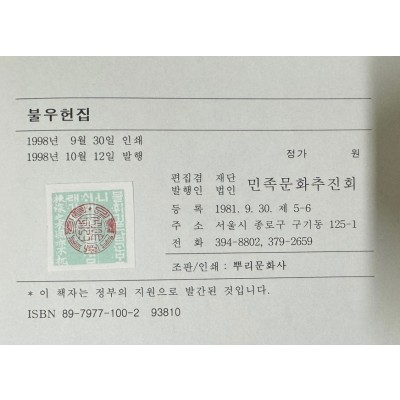 불우헌집
1998년 9월 30일 인쇄
1998년 10월 12일 발행
정가 원
편집겸 재단
발행인 법인 민족문화추진회
등 록 1981. 9. 30. 제 5-6
주 소 서울시 종로구 구기동 125-1
전 화 394-8802, 379-2659
조판/인쇄 : 뿌리문화사
* 이 책자는 정부의 지원으로 발간된 것입니다.
ISBN 89-7977-100-2 93810